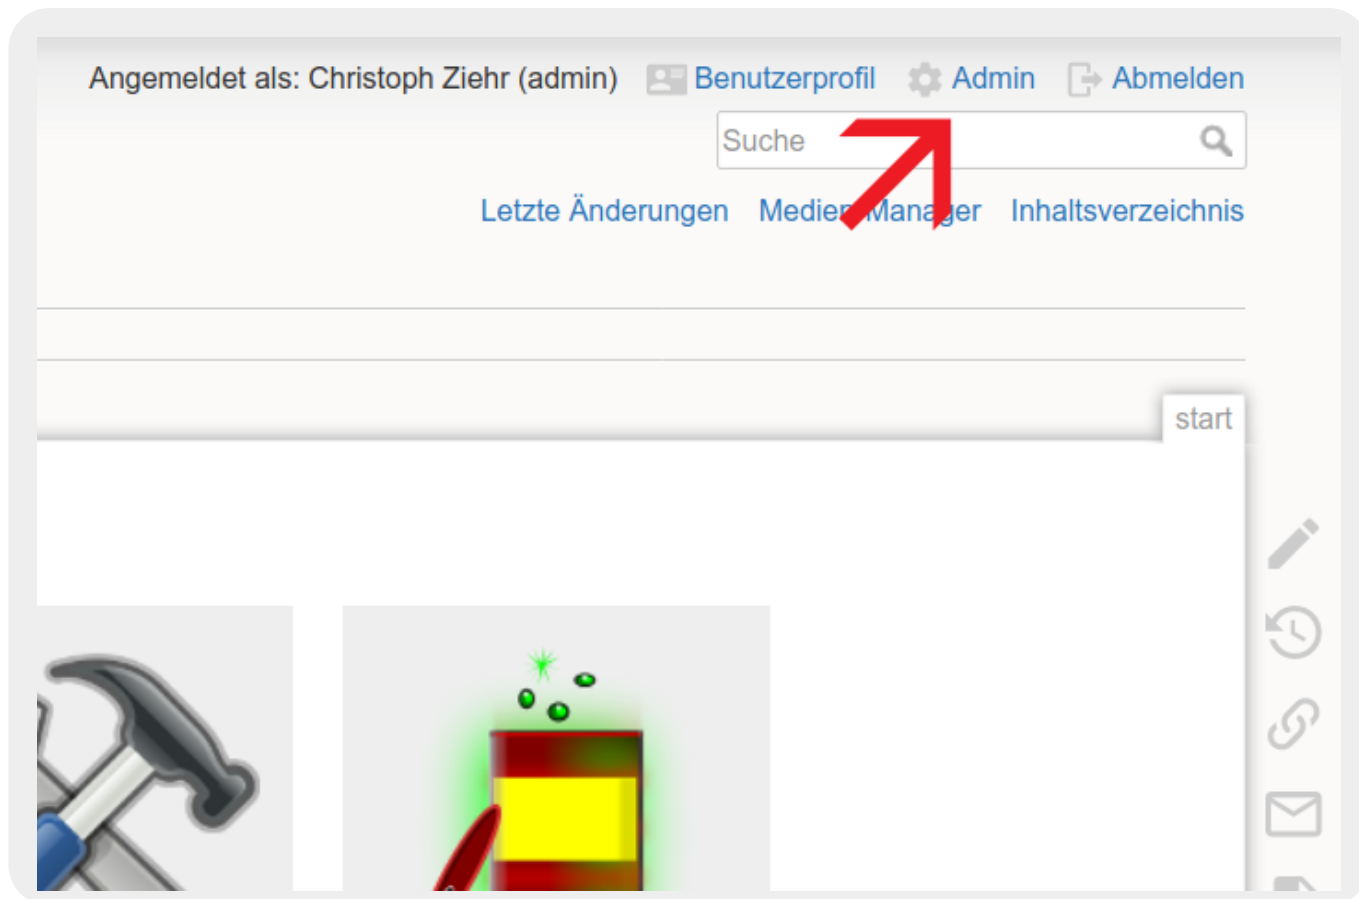 Angemeldet als: Christoph Ziehr (admin) Benutzerprofil Admin Abmelden
Suche
Letzte Änderungen Medien-Manager Inhaltsverzeichnis
start